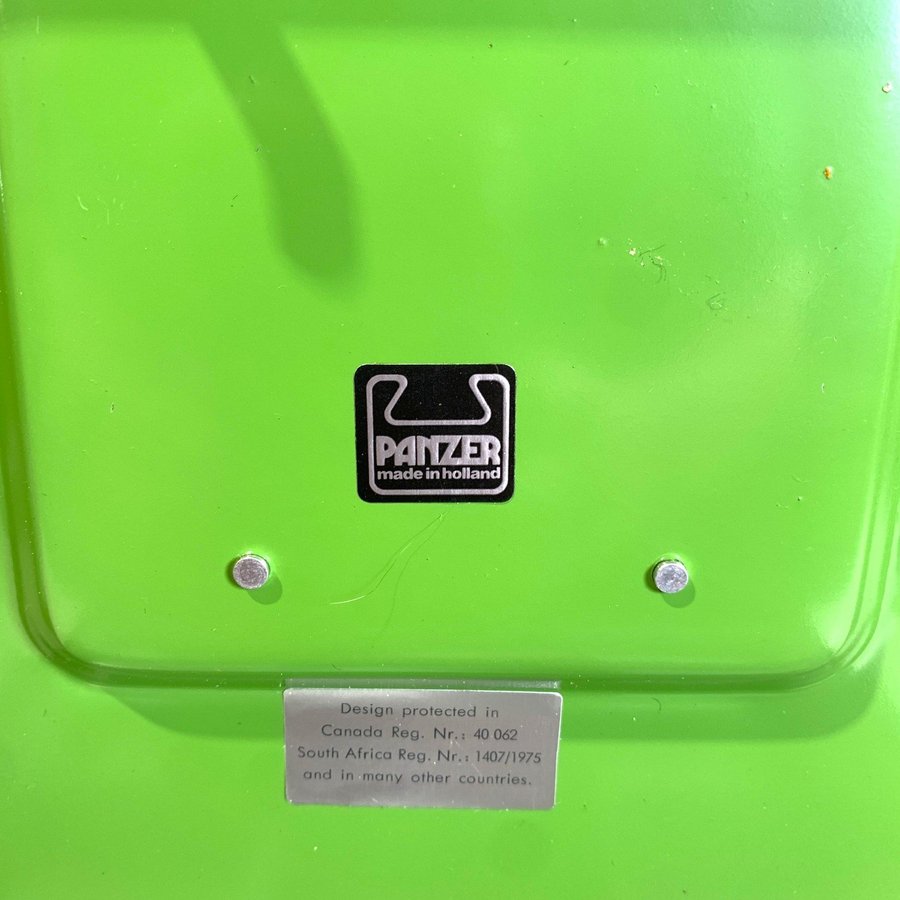 PANZER
made in holland
Design protected in
Canada Reg. Nr.: 40 062
South Africa Reg. Nr.: 1407/1975
and in many other countries.